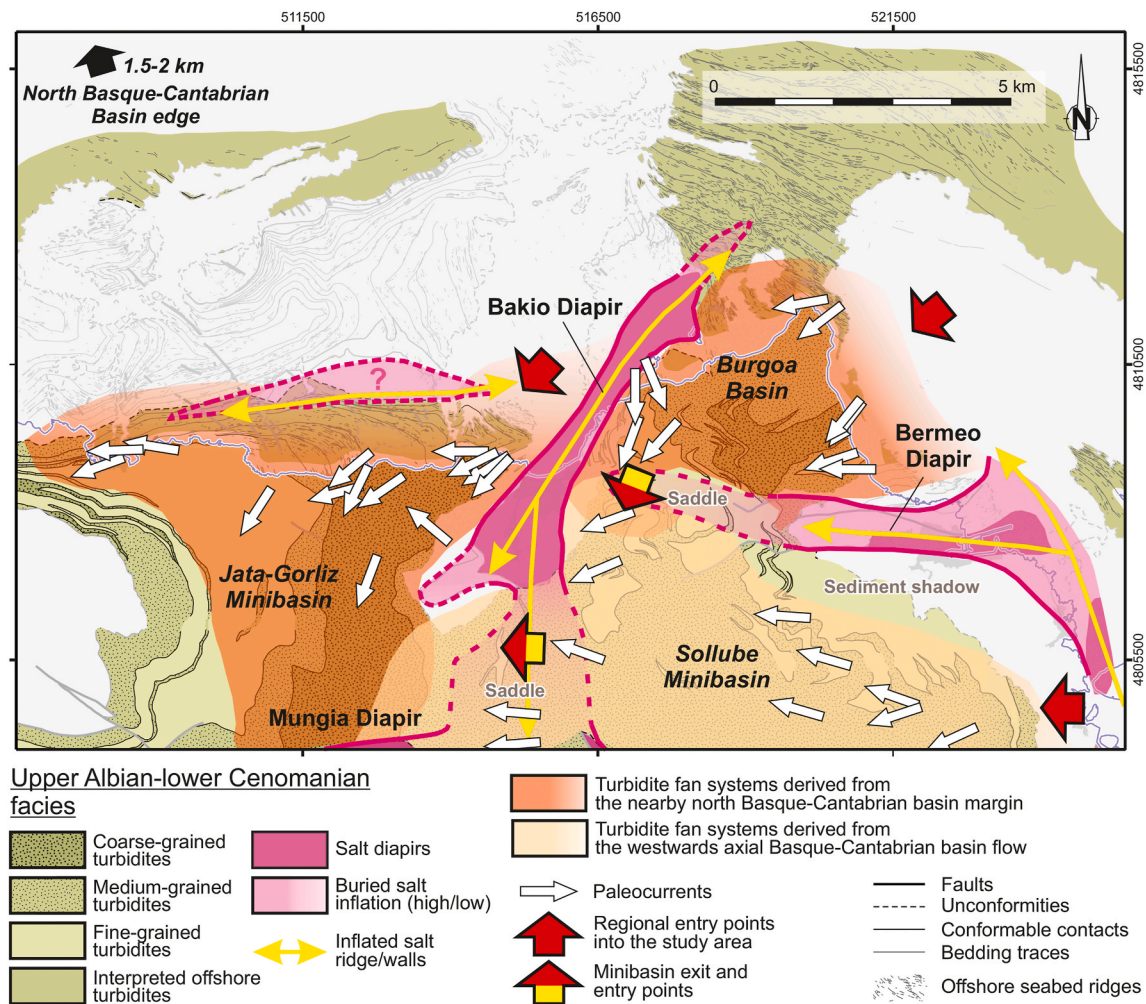 511500
516500
521500
1.5-2 km
North Basque-Cantabrian
Basin edge
0
5 km
N
4815500
Bakio Diapir
Burgoa
Basin
4810500
?
Bermeo
Diapir
Saddle
Jata-Gorliz
Minibasin
Sediment shadow
Sollube
Minibasin
4805500
Saddle
Mungia Diapir
Upper Albian-lower Cenomanian
facies
Coarse-grained
turbidites
Medium-grained
turbidites
Fine-grained
turbidites
Interpreted offshore
turbidites
Salt diapirs
Buried salt
inflation (high/low)
Inflated salt
ridge/walls
Turbidite fan systems derived from
the nearby north Basque-Cantabrian basin margin
Turbidite fan systems derived from
the westwards axial Basque-Cantabrian basin flow
Paleocurrents
Regional entry points
into the study area
Minibasin exit and
entry points
Faults
Unconformities
Conformable contacts
Bedding traces
Offshore seabed ridges